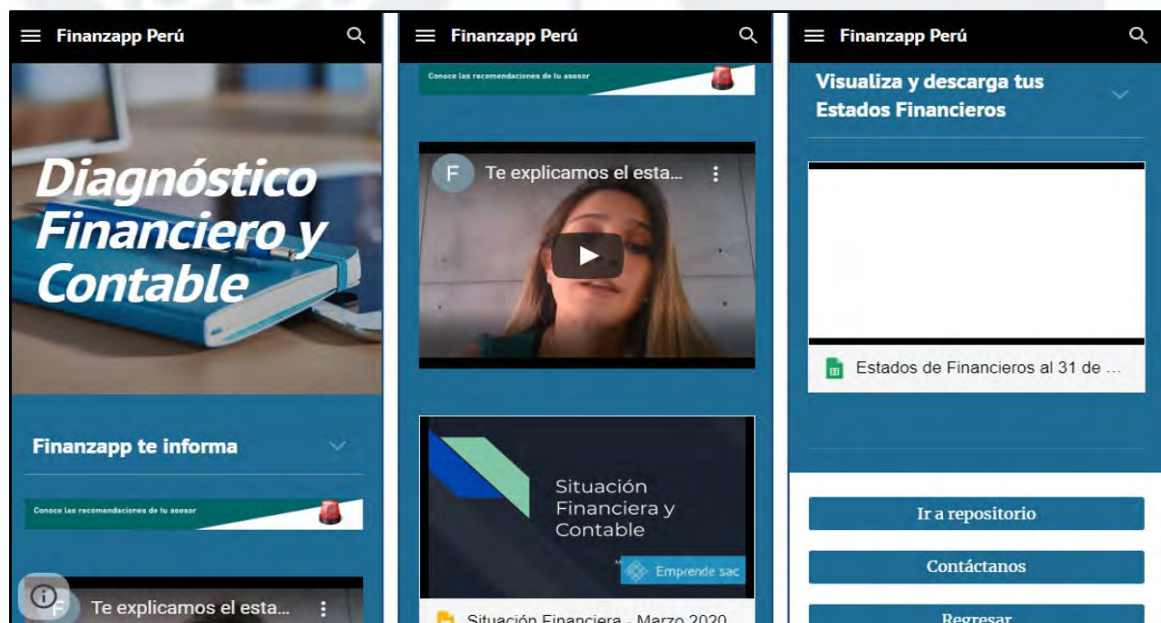 Finanzapp Perú
Diagnóstico
Financiero y
Contable
Finanzapp te informa
Conoce las recomendaciones de tu asesor
Te explicamos el esta...
Finanzapp Perú
Conoce las recomendaciones de tu asesor
F
Te explicamos el esta...
Situación
Financiera y
Contable
Emprende sac
Situación Financiera - Marzo 2020
Finanzapp Perú
Visualiza y descarga tus
Estados Financieros
Estados de Financieros al 31 de ...
Ir a repositorio
Contáctanos
Regresar